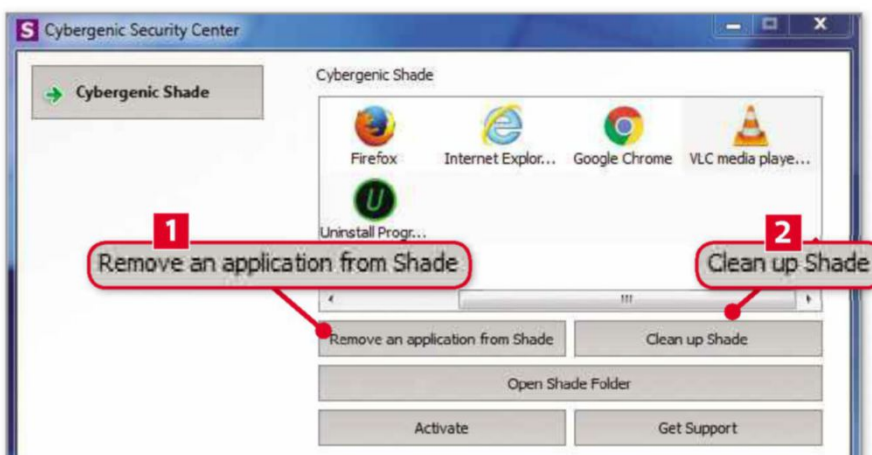 S Cybergenic Security Center
Cybergenic Shade
Cybergenic Shade
Firefox
Internet Explor...
Google Chrome
VLC media playe...
Uninstall Progr...
1
Remove an application from Shade
2
Clean up Shade
Remove an application from Shade
Clean up Shade
Open Shade Folder
Activate
Get Support